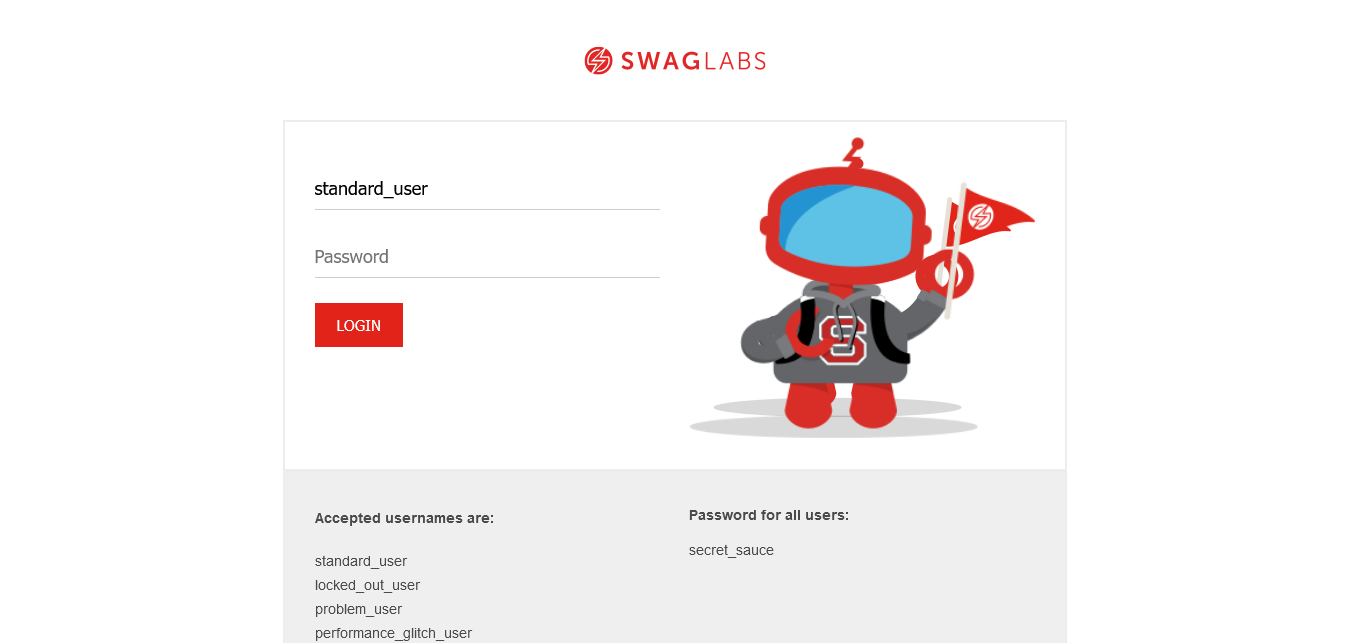 SWAGLABS
standard_user
Password
LOGIN
S
Accepted usernames are:
standard_user
locked_out_user
problem_user
performance_glitch_user
Password for all users:
secret_sauce